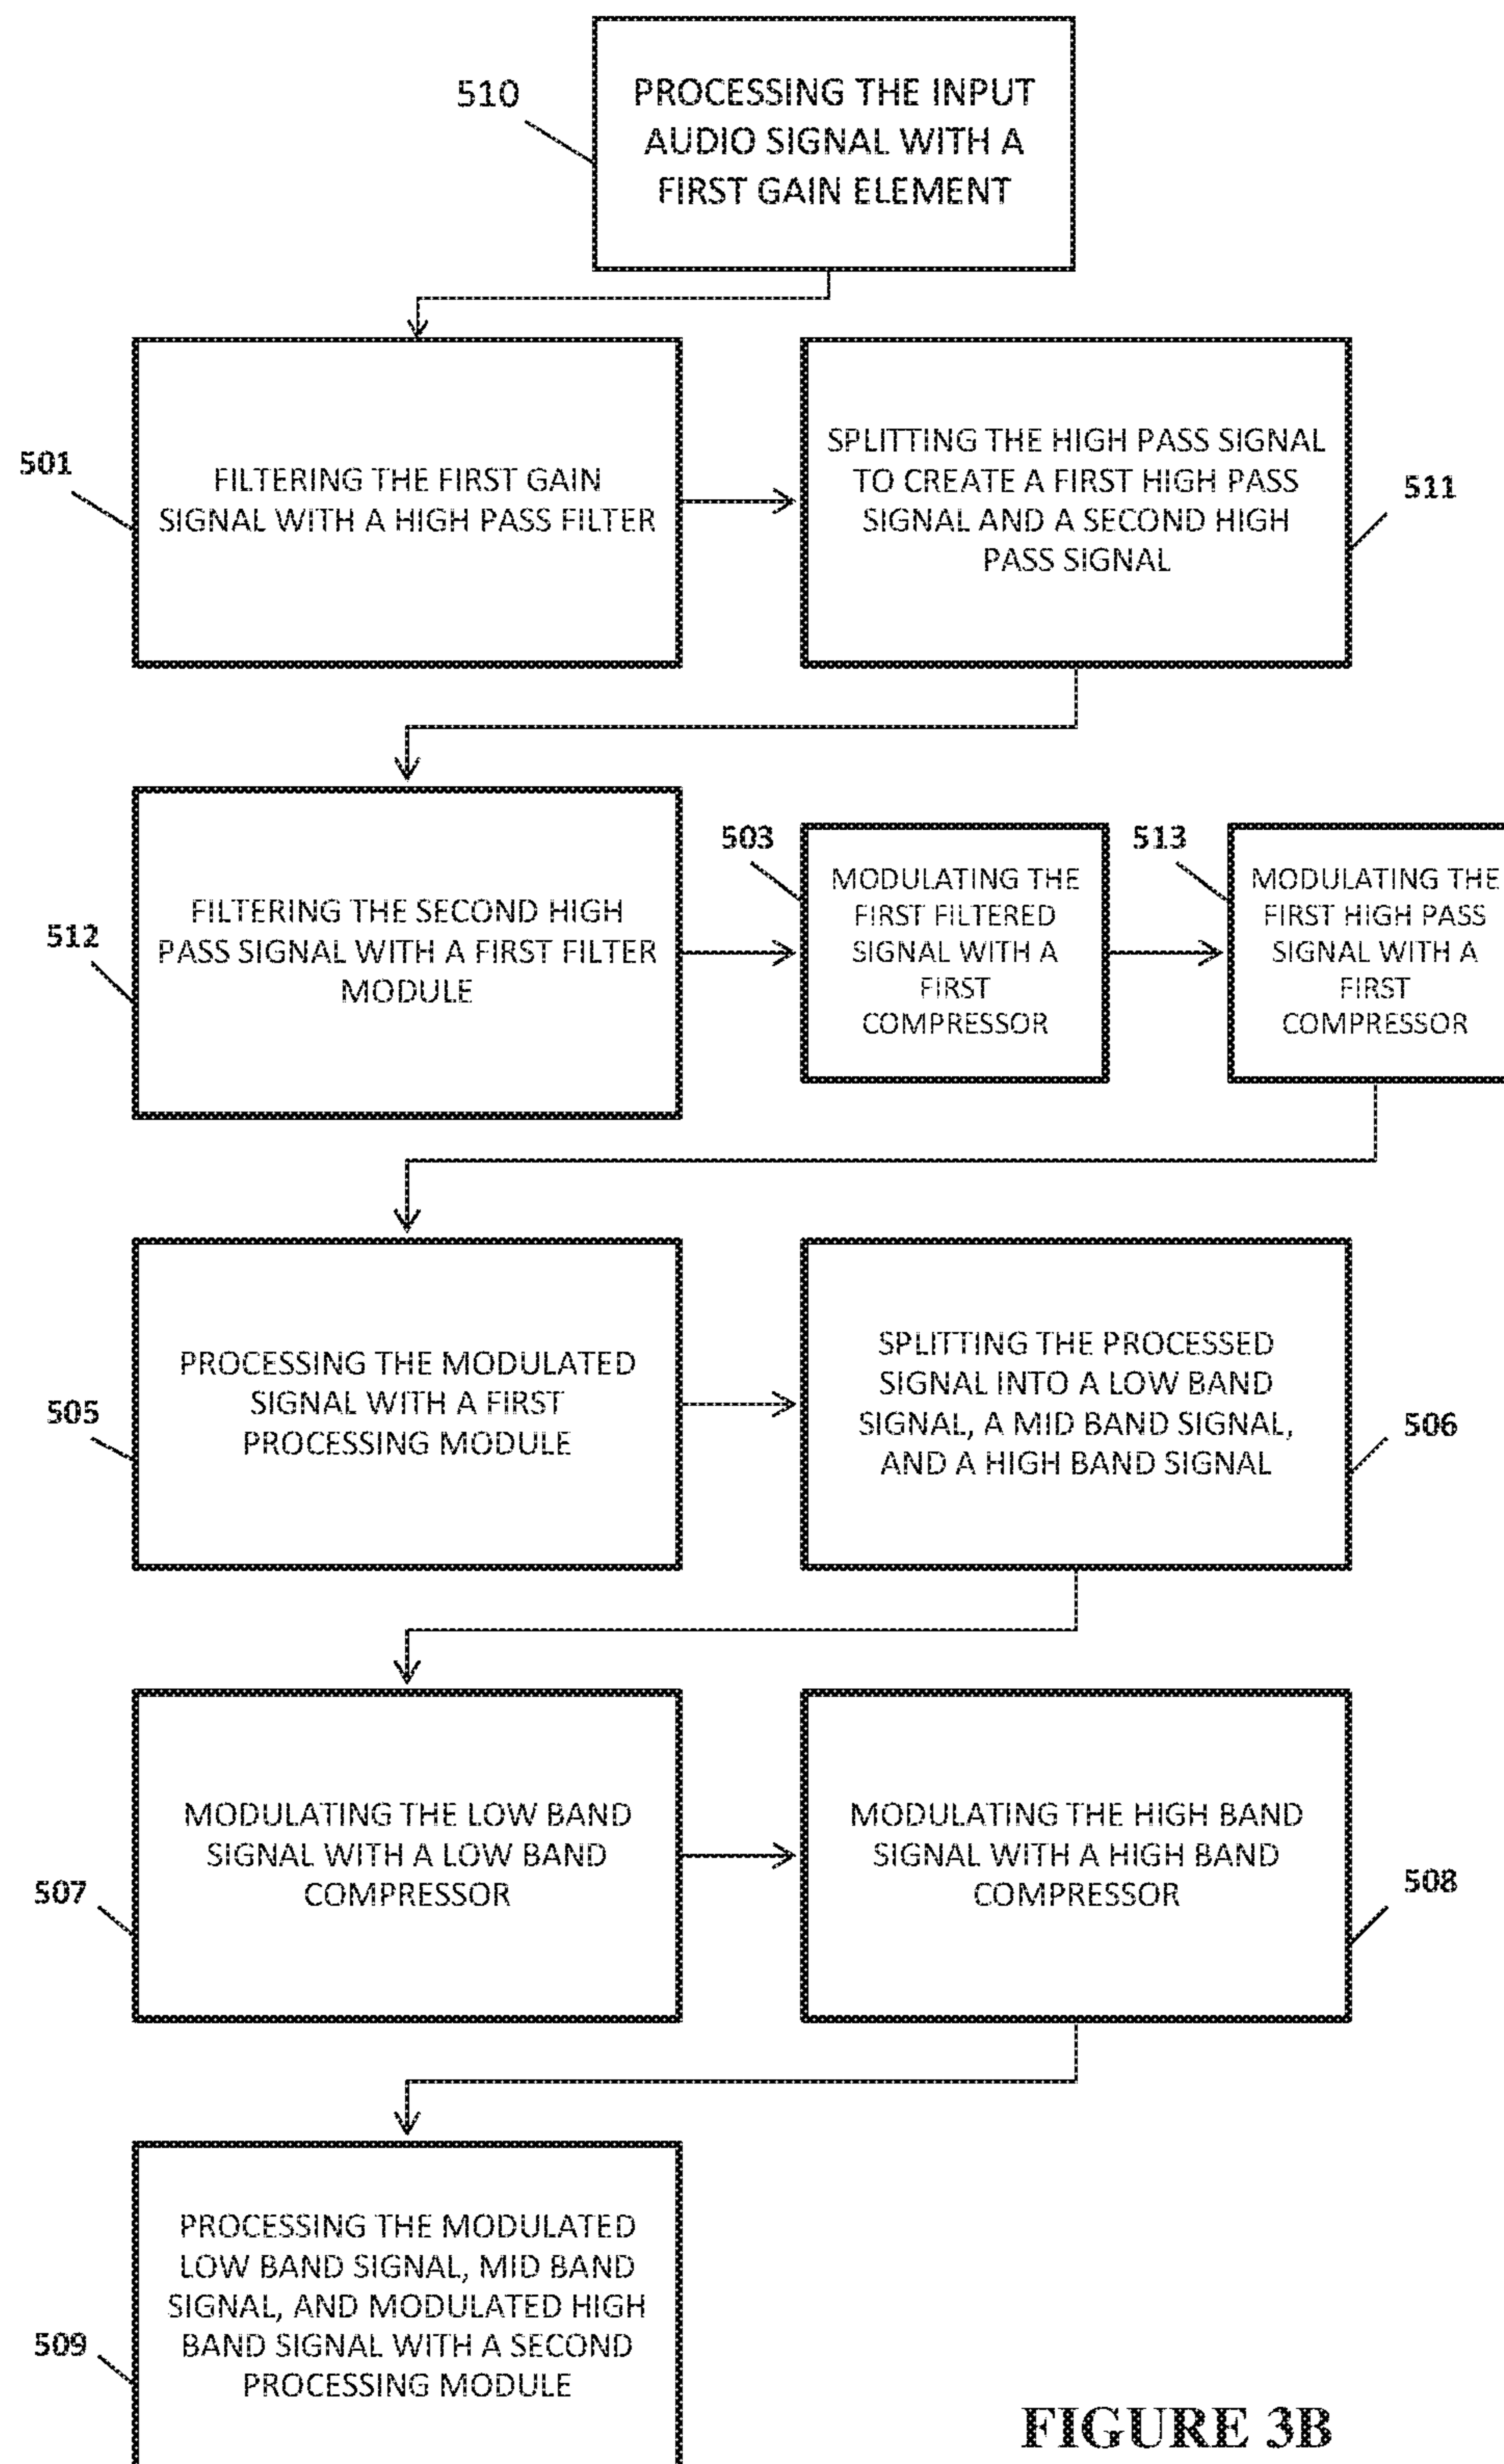 510
PROCESSING THE INPUT
AUDIO SIGNAL WITH A
FIRST GAIN ELEMENT
501
FILTERING THE FIRST GAIN
SIGNAL WITH A HIGH PASS FILTER
SPLITTING THE HIGH PASS SIGNAL
TO CREATE A FIRST HIGH PASS
SIGNAL AND A SECOND HIGH
PASS SIGNAL
511
512
FILTERING THE SECOND HIGH
PASS SIGNAL WITH A FIRST FILTER
MODULE
503
MODULATING THE
FIRST FILTERED
SIGNAL WITH A
FIRST
COMPRESSOR
513
MODULATING THE
FIRST HIGH PASS
SIGNAL WITH A
FIRST
COMPRESSOR
505
PROCESSING THE MODULATED
SIGNAL WITH A FIRST
PROCESSING MODULE
SPLITTING THE PROCESSED
SIGNAL INTO A LOW BAND
SIGNAL, A MID BAND SIGNAL,
AND A HIGH BAND SIGNAL
506
507
MODULATING THE LOW BAND
SIGNAL WITH A LOW BAND
COMPRESSOR
MODULATING THE HIGH BAND
SIGNAL WITH A HIGH BAND
COMPRESSOR
508
509
PROCESSING THE MODULATED
LOW BAND SIGNAL, MID BAND
SIGNAL, AND MODULATED HIGH
BAND SIGNAL WITH A SECOND
PROCESSING MODULE
FIGURE 3B